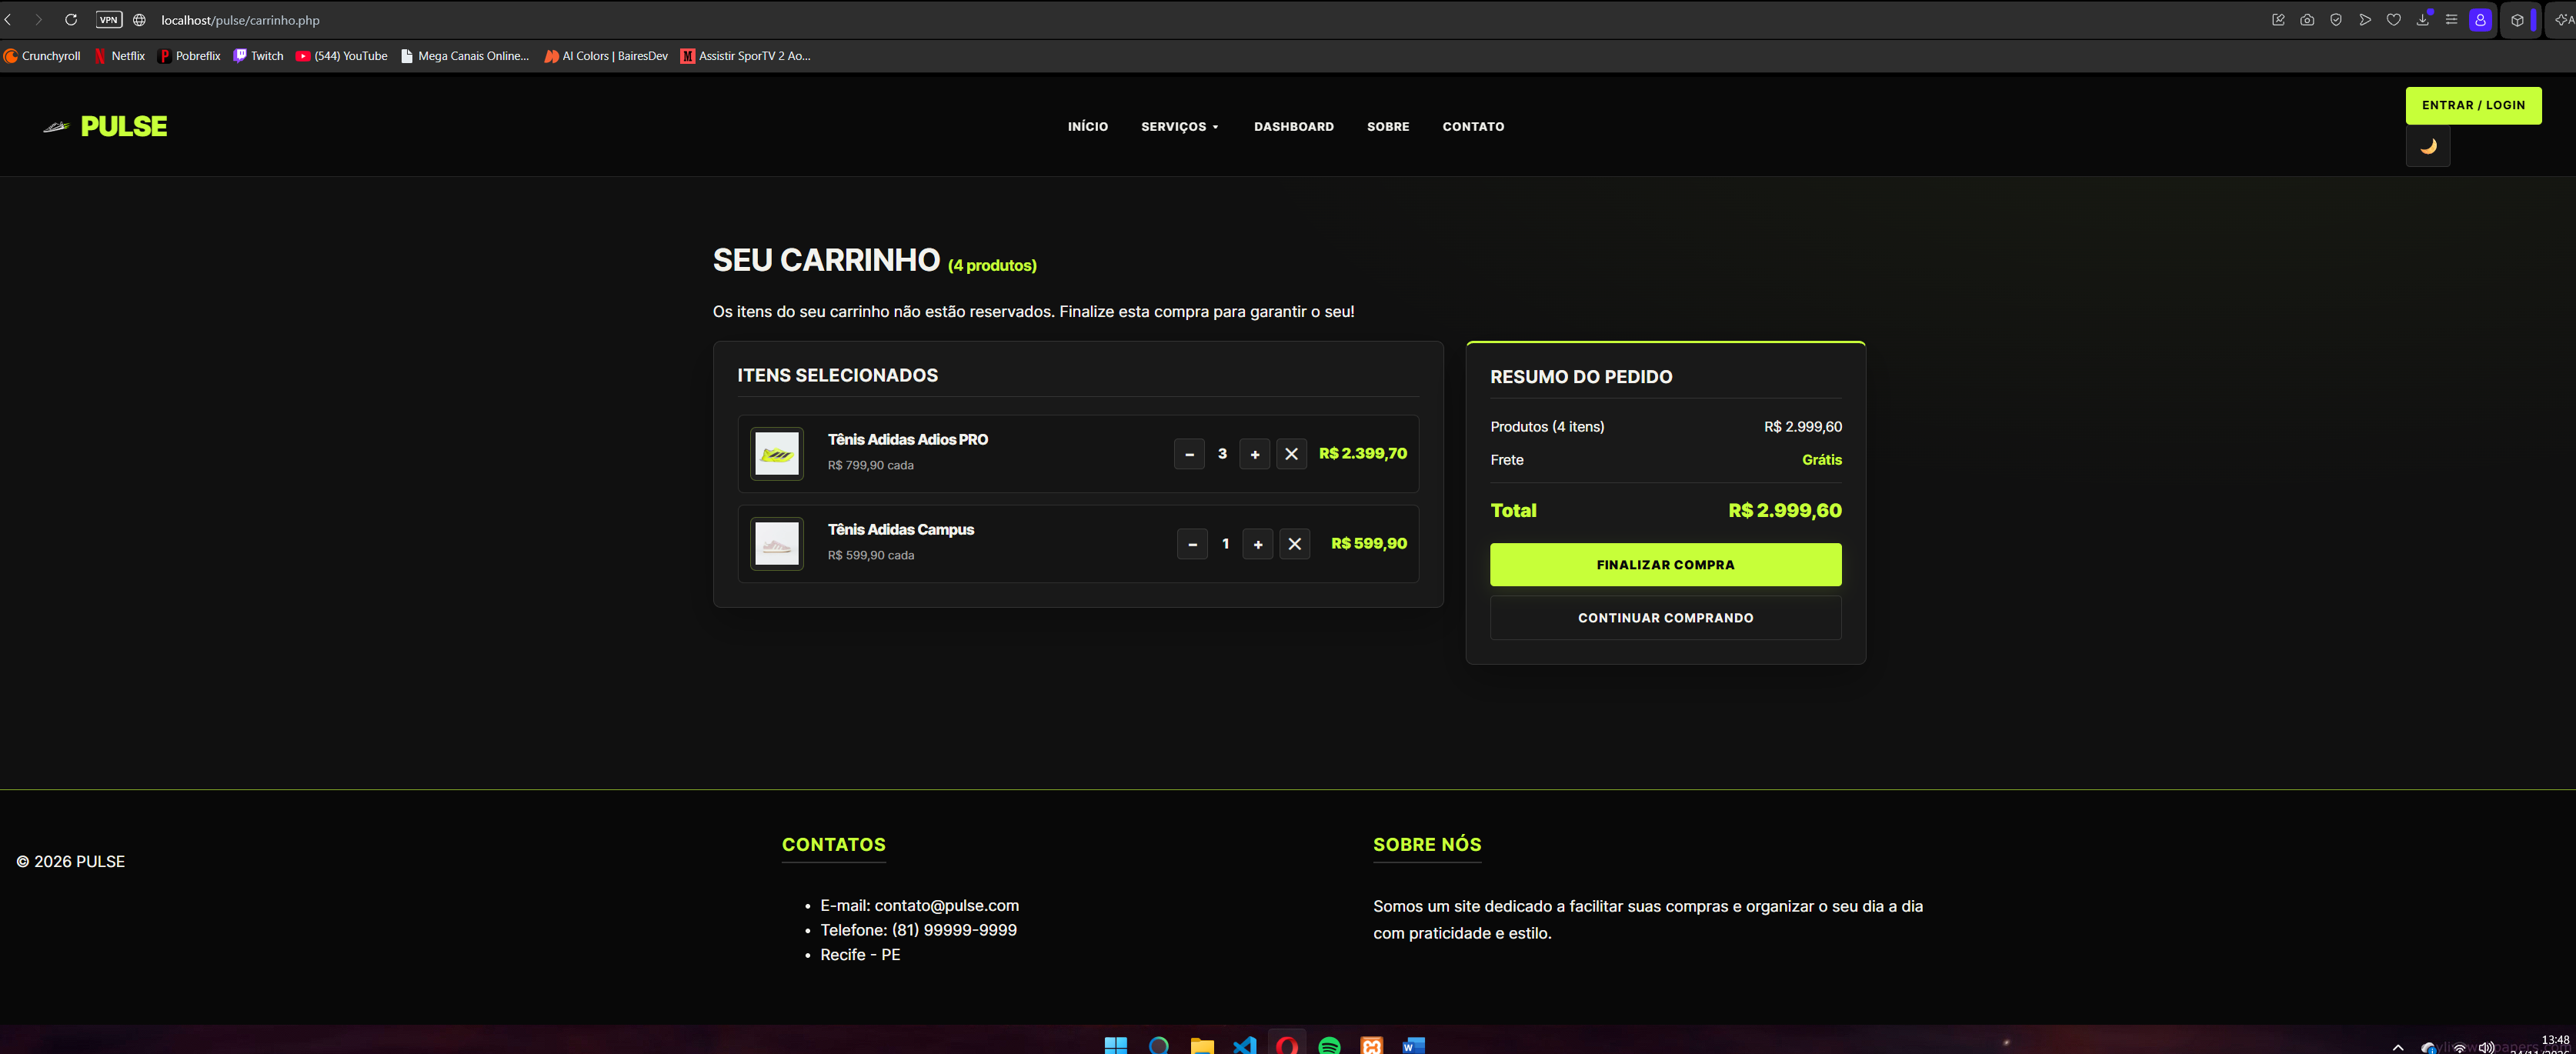 VPN localhost/pulse/carrinho.php
Crunchyroll Netflix Pobreflix Twitch (544) YouTube Mega Canais Online... AI Colors | BairesDev Assistir SporTV 2 Ao...
PULSE
INÍCIO SERVIÇOS DASHBOARD SOBRE CONTATO
ENTRAR / LOGIN
SEU CARRINHO (4 produtos)
Os itens do seu carrinho não estão reservados. Finalize esta compra para garantir o seu!
ITENS SELECIONADOS
Tênis Adidas Adios PRO
R$ 799,90 cada
- 3 + ✕ R$ 2.399,70
Tênis Adidas Campus
R$ 599,90 cada
- 1 + ✕ R$ 599,90
RESUMO DO PEDIDO
Produtos (4 itens) R$ 2.999,60
Frete Grátis
Total R$ 2.999,60
FINALIZAR COMPRA
CONTINUAR COMPRANDO
© 2026 PULSE
CONTATOS
• E-mail: contato@pulse.com
• Telefone: (81) 99999-9999
• Recife - PE
SOBRE NÓS
Somos um site dedicado a facilitar suas compras e organizar o seu dia a dia
com praticidade e estilo.
13:48